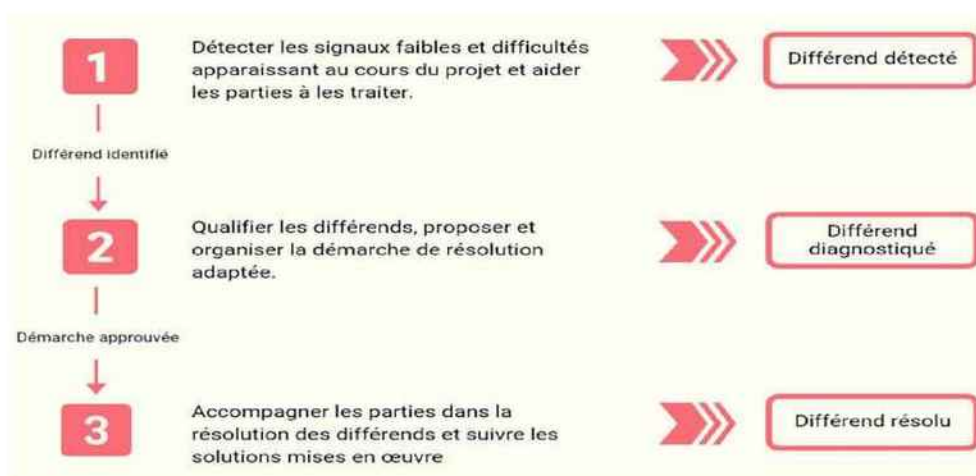 1
Détecter les signaux faibles et difficultés
apparaissant au cours du projet et aider
les parties à les traiter.
Différend détecté
Différend identifié
2
Qualifier les différends, proposer et
organiser la démarche de résolution
adaptée.
Différend
diagnostiqué
Démarche approuvée
3
Accompagner les parties dans la
résolution des différends et suivre les
solutions mises en œuvre
Différend résolu